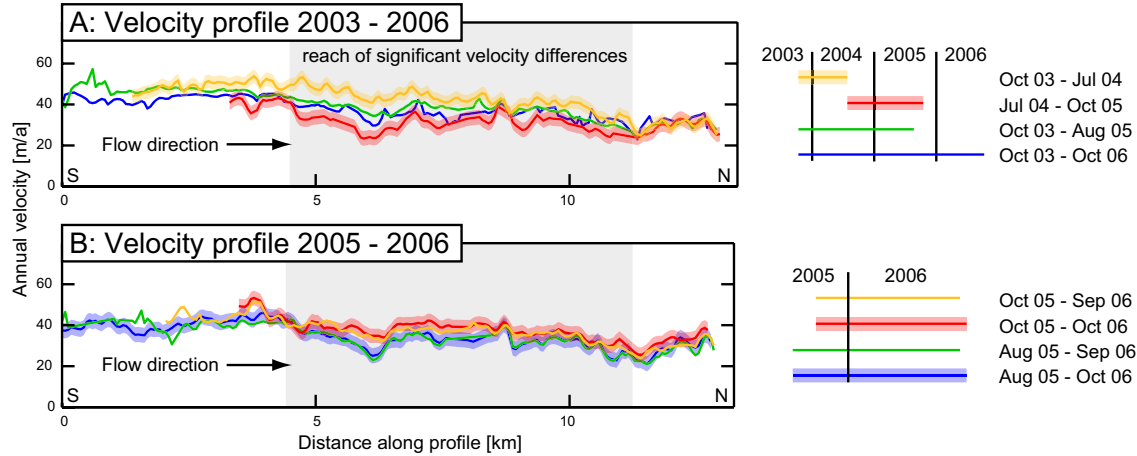 A: Velocity profile 2003 - 2006
reach of significant velocity differences
60
40
20
0
Flow direction
S
N
5
10
2003 2004 2005 2006
Oct 03 - Jul 04
Jul 04 - Oct 05
Oct 03 - Aug 05
Oct 03 - Oct 06
Annual velocity [m/a]
B: Velocity profile 2005 - 2006
60
40
20
0
Flow direction
S
N
0
5
10
Distance along profile [km]
2005 2006
Oct 05 - Sep 06
Oct 05 - Oct 06
Aug 05 - Sep 06
Aug 05 - Oct 06